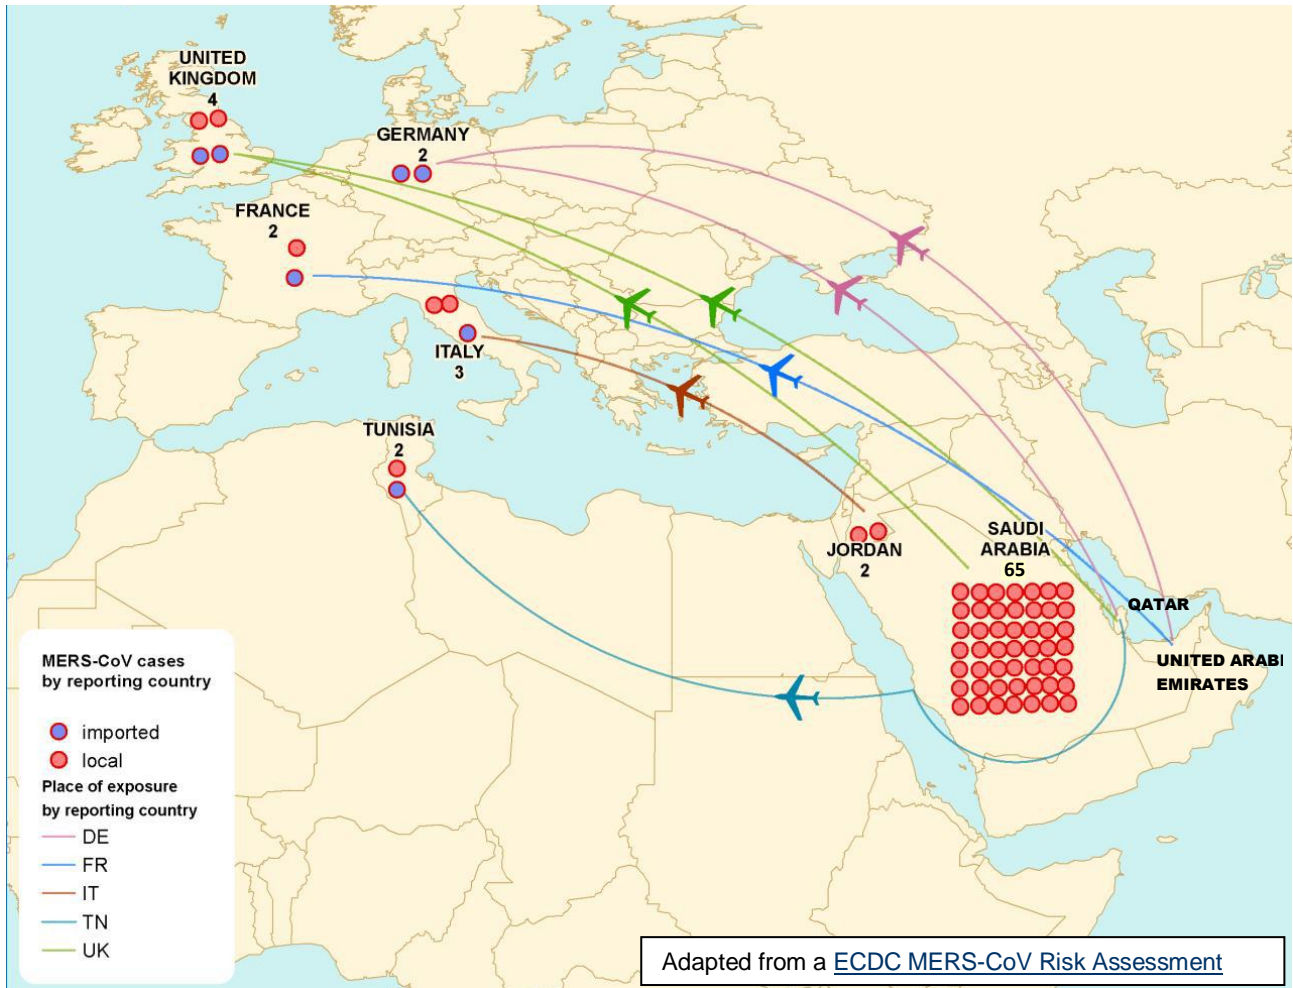 UNITED
KINGDOM
4
GERMANY
2
FRANCE
2
ITALY
3
TUNISIA
2
JORDAN
2
SAUDI
ARABIA
65
QATAR
UNITED ARABI
EMIRATES
MERS-CoV cases
by reporting country
imported
local
Place of exposure
by reporting country
DE
FR
IT
TN
UK
Adapted from a ECDC MERS-CoV Risk Assessment